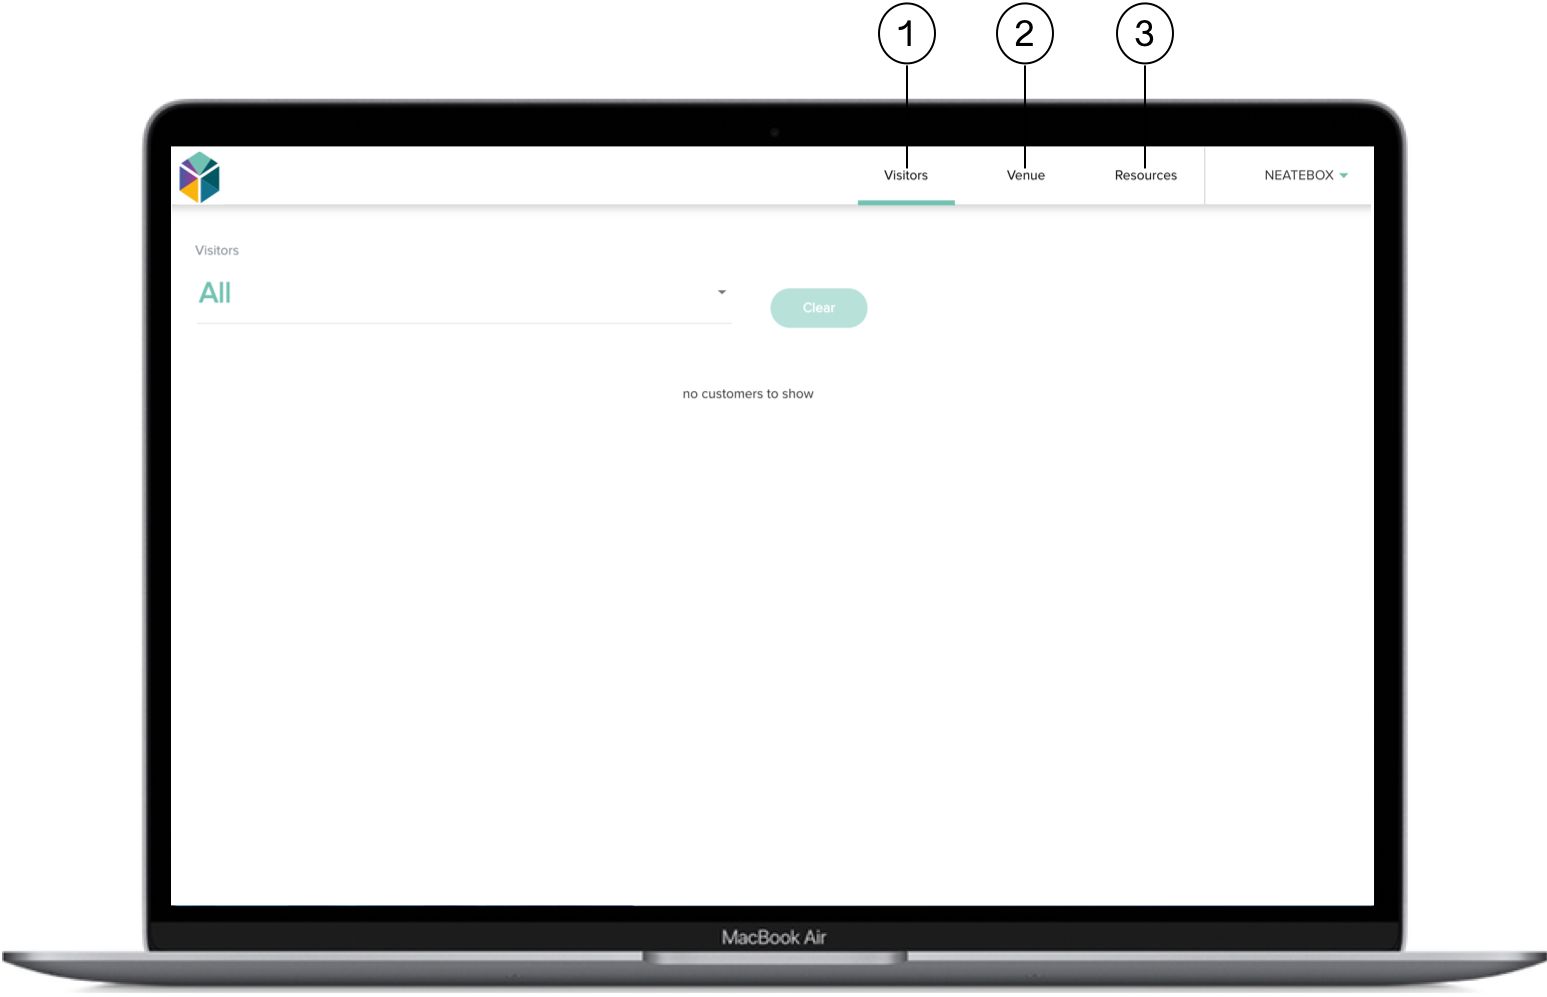 1 2 3
Visitors Venue Resources NEATEBOX
Visitors
All
Clear
no customers to show
MacBook Air